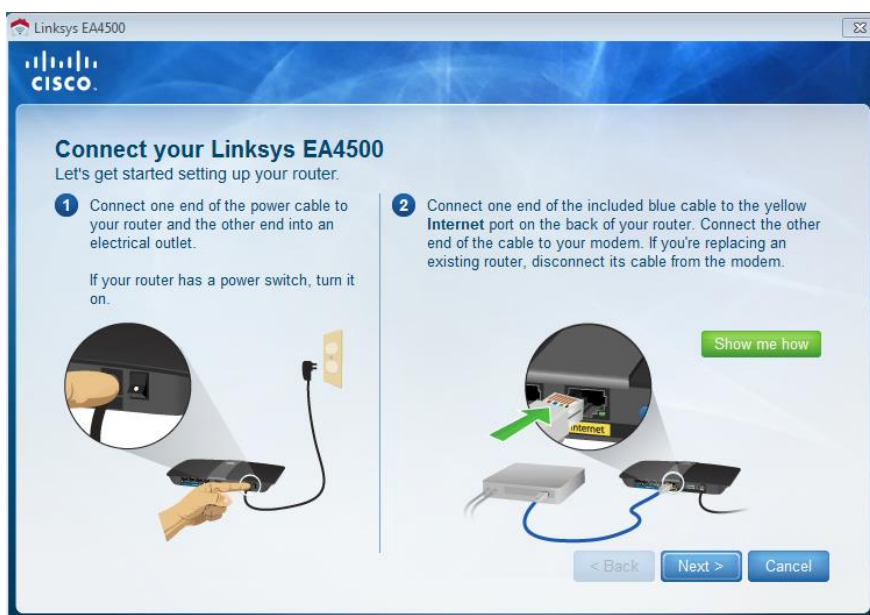 Linksys EA4500
CISCO.
Connect your Linksys EA4500
Let's get started setting up your router.
1 Connect one end of the power cable to
your router and the other end into an
electrical outlet.
If your router has a power switch, turn it
on.
2 Connect one end of the included blue cable to the yellow
Internet port on the back of your router. Connect the other
end of the cable to your modem. If you're replacing an
existing router, disconnect its cable from the modem.
Show me how
Internet
< Back
Next >
Cancel